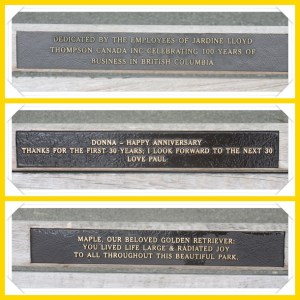 DEDICATED BY THE EMPLOYEES OF JARDINE LLOYD
THOMPSON CANADA INC CELEBRATING 100 YEARS OF
BUSINESS IN BRITISH COLUMBIA
DONNA - HAPPY ANNIVERSARY
THANKS FOR THE FIRST 30 YEARS; I LOOK FORWARD TO THE NEXT 30
LOVE PAUL
MAPLE, OUR BELOVED GOLDEN RETRIEVER;
YOU LIVED LIFE LARGE & RADIATED JOY
TO ALL THROUGHOUT THIS BEAUTIFUL PARK.